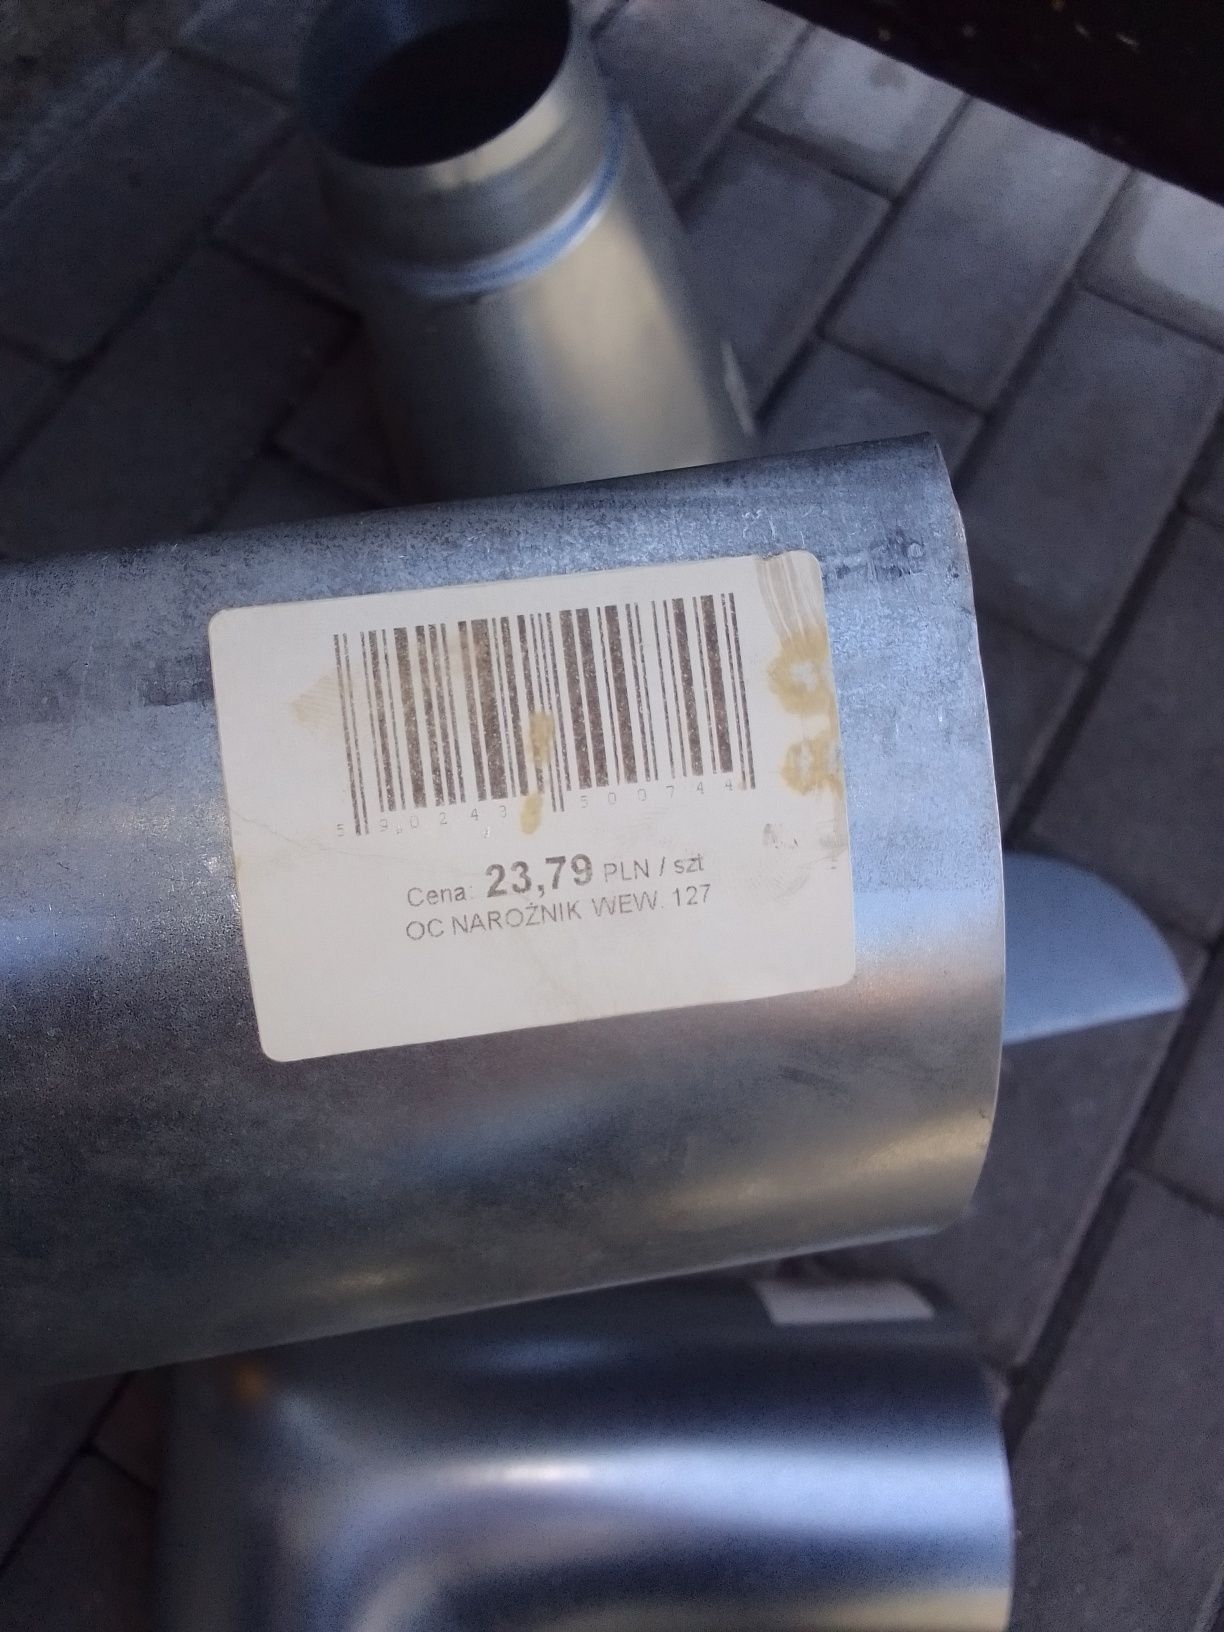 Cena: 23,79 PLN / szt
OC NAROŻNIK WEW. 127